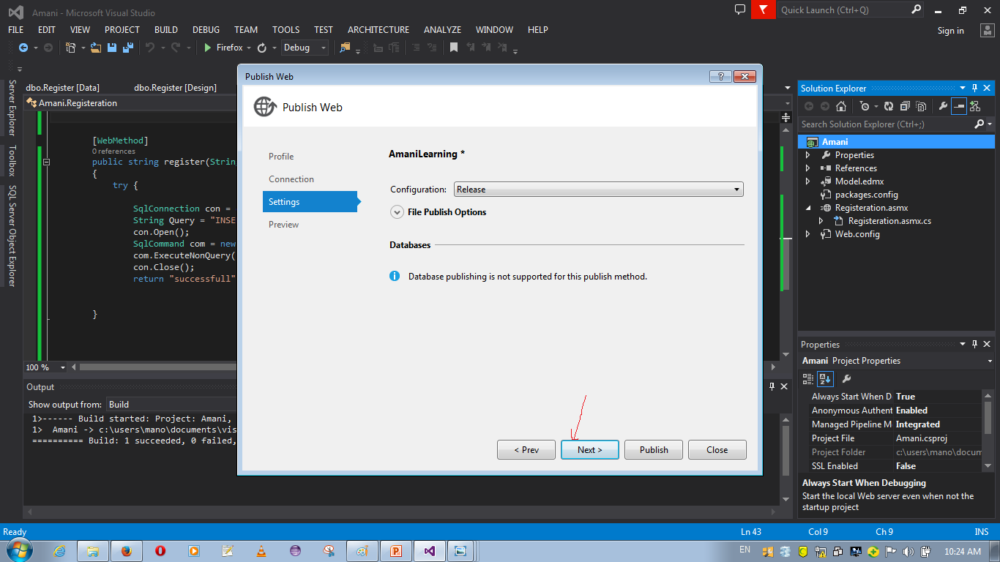 Amani - Microsoft Visual Studio
Quick Launch (Ctrl+Q)
FILE EDIT VIEW PROJECT BUILD DEBUG TEAM TOOLS TEST ARCHITECTURE ANALYZE WINDOW HELP
Sign in
Firefox
Debug
Server Explorer
Toolbox
SQL Server Object Explorer
dbo.Register [Data]
dbo.Register [Design]
Amani.Registeration
[WebMethod]
0 references
public string register(Strin
{
try {
SqlConnection con =
String Query = "INSE
con.Open();
SqlCommand com = new
com.ExecuteNonQuery(
con.Close();
return "successfull"
}
100 %
Output
Show output from: Build
1>------ Build started: Project: Amani,
1> Amani -> c:\users\mano\documents\vis
========== Build: 1 succeeded, 0 failed,
Publish Web
?
Publish Web
Profile
Connection
Settings
Preview
AmaniLearning *
Configuration: Release
File Publish Options
Databases
Database publishing is not supported for this publish method.
< Prev
Next >
Publish
Close
Solution Explorer
Search Solution Explorer (Ctrl+;)
Amani
Properties
References
Model.edmx
packages.config
Registeration.asmx
Registeration.asmx.cs
Web.config
Properties
Amani Project Properties
Always Start When D True
Anonymous Authent Enabled
Managed Pipeline M Integrated
Project File Amani.csproj
Project Folder c:\users\mano\docum
SSL Enabled False
Always Start When Debugging
Start the local Web server even when not the
startup project
Ready
Ln 43
Col 9
Ch 9
INS
EN
10:24 AM